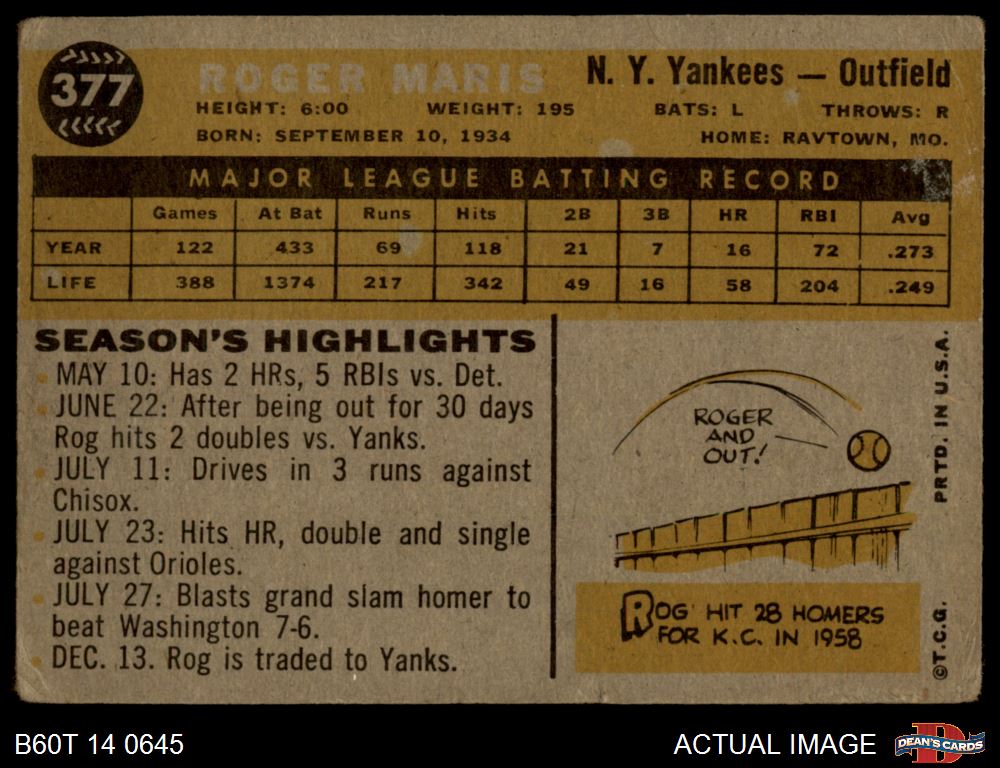 377
ROGER MARIS
N. Y. Yankees — Outfield
HEIGHT: 6:00 WEIGHT: 195 BATS: L THROWS: R
BORN: SEPTEMBER 10, 1934 HOME: RAVTOWN, MO.
MAJOR LEAGUE BATTING RECORD
Games At Bat Runs Hits 2B 3B HR RBI Avg
YEAR 122 433 69 118 21 7 16 72 .273
LIFE 388 1374 217 342 49 16 58 204 .249
SEASON'S HIGHLIGHTS
MAY 10: Has 2 HRs, 5 RBIs vs. Det.
JUNE 22: After being out for 30 days
Rog hits 2 doubles vs. Yanks.
JULY 11: Drives in 3 runs against
Chisox.
JULY 23: Hits HR, double and single
against Orioles.
JULY 27: Blasts grand slam homer to
beat Washington 7-6.
DEC. 13. Rog is traded to Yanks.
ROGER
AND
OUT!
ROG HIT 28 HOMERS
FOR K.C. IN 1958
©T.C.G. PRTD. IN U.S.A.
B60T 14 0645
ACTUAL IMAGE
D
DEAN'S CARDS